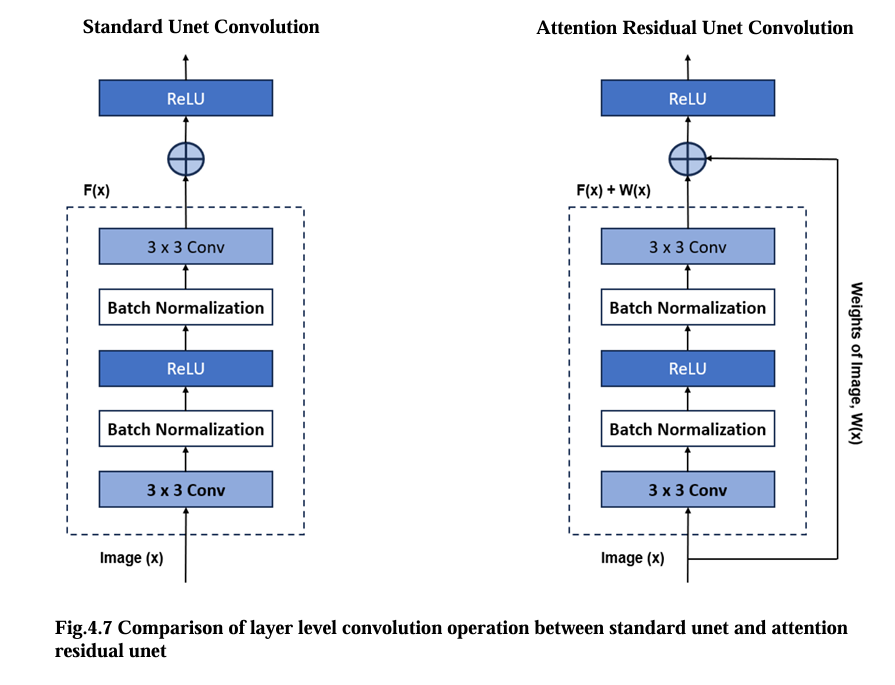 Standard Unet Convolution
ReLU
F(x)
3 x 3 Conv
Batch Normalization
ReLU
Batch Normalization
3 x 3 Conv
Image (x)
Attention Residual Unet Convolution
ReLU
F(x) + W(x)
3 x 3 Conv
Batch Normalization
ReLU
Batch Normalization
3 x 3 Conv
Image (x)
Weights of Image, W(x)
Fig.4.7 Comparison of layer level convolution operation between standard unet and attention
residual unet